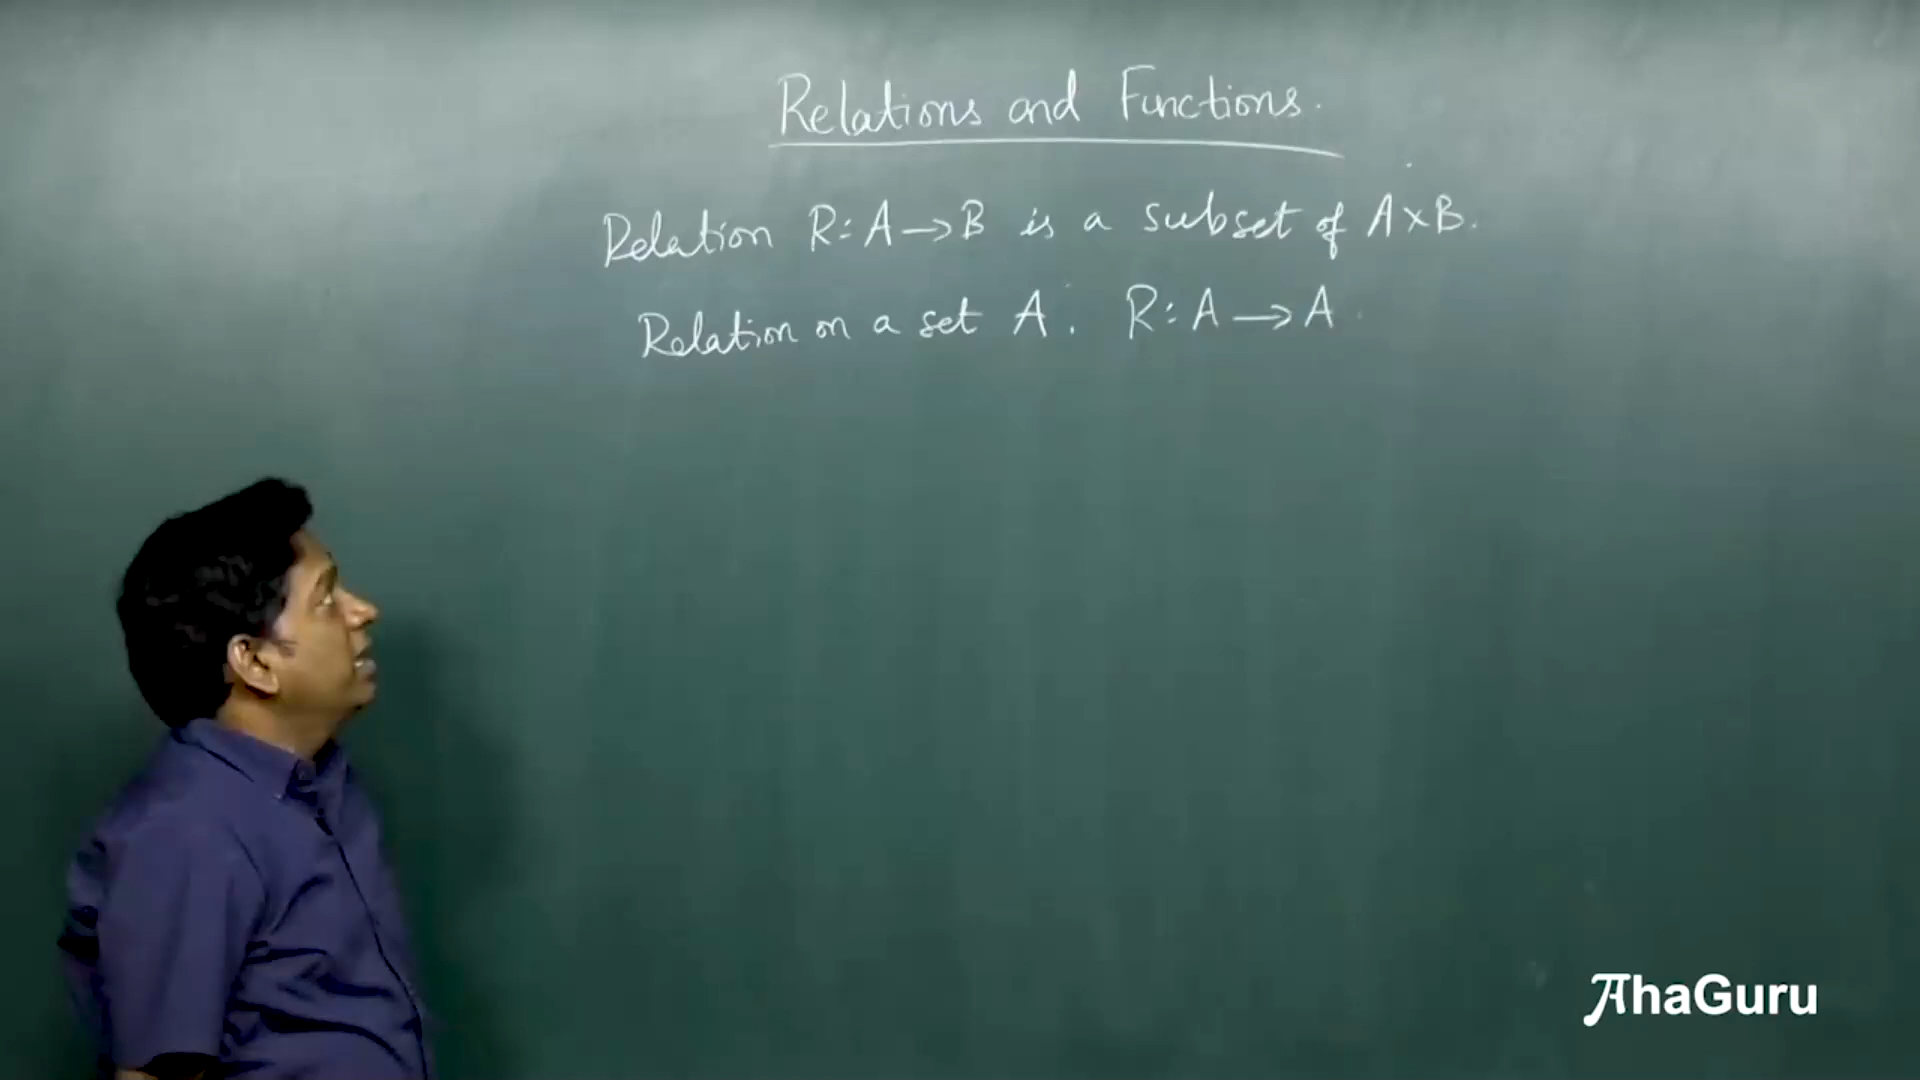 Relations and Functions.
Relation R: A→B is a subset of A×B.
Relation on a set A: R: A→A
AhaGuru